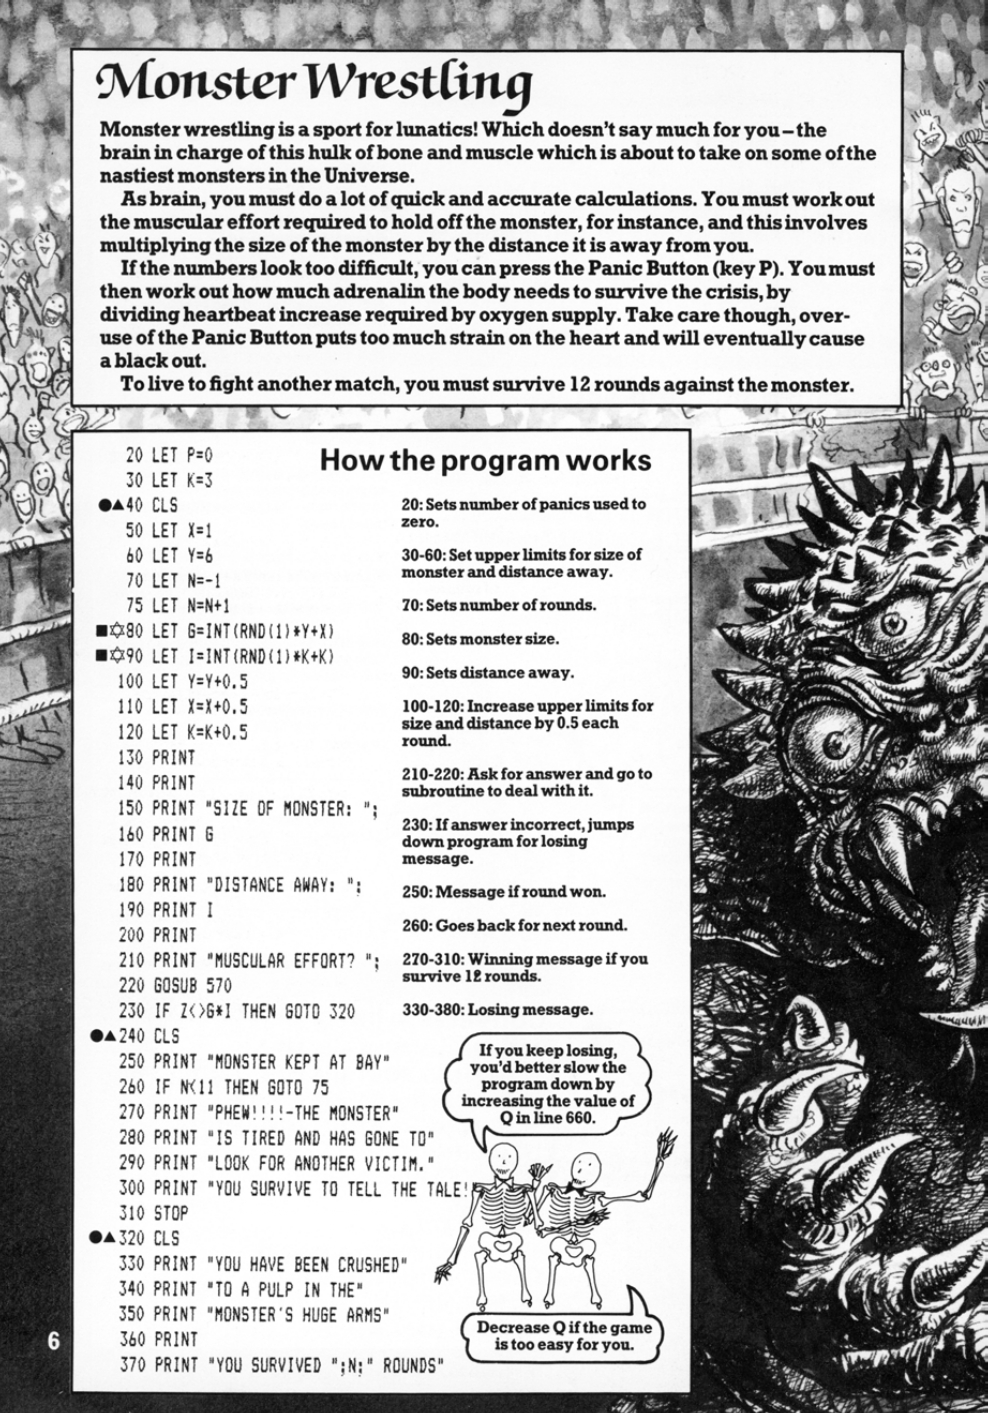 Monster Wrestling
Monster wrestling is a sport for lunatics! Which doesn't say much for you – the
brain in charge of this hulk of bone and muscle which is about to take on some of the
nastiest monsters in the Universe.
As brain, you must do a lot of quick and accurate calculations. You must work out
the muscular effort required to hold off the monster, for instance, and this involves
multiplying the size of the monster by the distance it is away from you.
If the numbers look too difficult, you can press the Panic Button (key P). You must
then work out how much adrenalin the body needs to survive the crisis, by
dividing heartbeat increase required by oxygen supply. Take care though, over-
use of the Panic Button puts too much strain on the heart and will eventually cause
a black out.
To live to fight another match, you must survive 12 rounds against the monster.
20 LET P=0
30 LET K=3
●▲40 CLS
50 LET X=1
60 LET Y=6
70 LET N=-1
75 LET N=N+1
■✡80 LET G=INT(RND(1)*Y+X)
■✡90 LET I=INT(RND(1)*K+K)
100 LET Y=Y+0.5
110 LET X=X+0.5
120 LET K=K+0.5
130 PRINT
140 PRINT
150 PRINT "SIZE OF MONSTER: ";
160 PRINT G
170 PRINT
180 PRINT "DISTANCE AWAY: ";
190 PRINT I
200 PRINT
210 PRINT "MUSCULAR EFFORT? ";
220 GOSUB 570
230 IF Z<>G*I THEN GOTO 320
●▲240 CLS
250 PRINT "MONSTER KEPT AT BAY"
260 IF N<11 THEN GOTO 75
270 PRINT "PHEW!!!!-THE MONSTER"
280 PRINT "IS TIRED AND HAS GONE TO"
290 PRINT "LOOK FOR ANOTHER VICTIM."
300 PRINT "YOU SURVIVE TO TELL THE TALE!"
310 STOP
●▲320 CLS
330 PRINT "YOU HAVE BEEN CRUSHED"
340 PRINT "TO A PULP IN THE"
350 PRINT "MONSTER'S HUGE ARMS"
360 PRINT
370 PRINT "YOU SURVIVED ";N;" ROUNDS"
How the program works
20: Sets number of panics used to
zero.
30-60: Set upper limits for size of
monster and distance away.
70: Sets number of rounds.
80: Sets monster size.
90: Sets distance away.
100-120: Increase upper limits for
size and distance by 0.5 each
round.
210-220: Ask for answer and go to
subroutine to deal with it.
230: If answer incorrect, jumps
down program for losing
message.
250: Message if round won.
260: Goes back for next round.
270-310: Winning message if you
survive 12 rounds.
330-380: Losing message.
If you keep losing,
you'd better slow the
program down by
increasing the value of
Q in line 660.
Decrease Q if the game
is too easy for you.
6